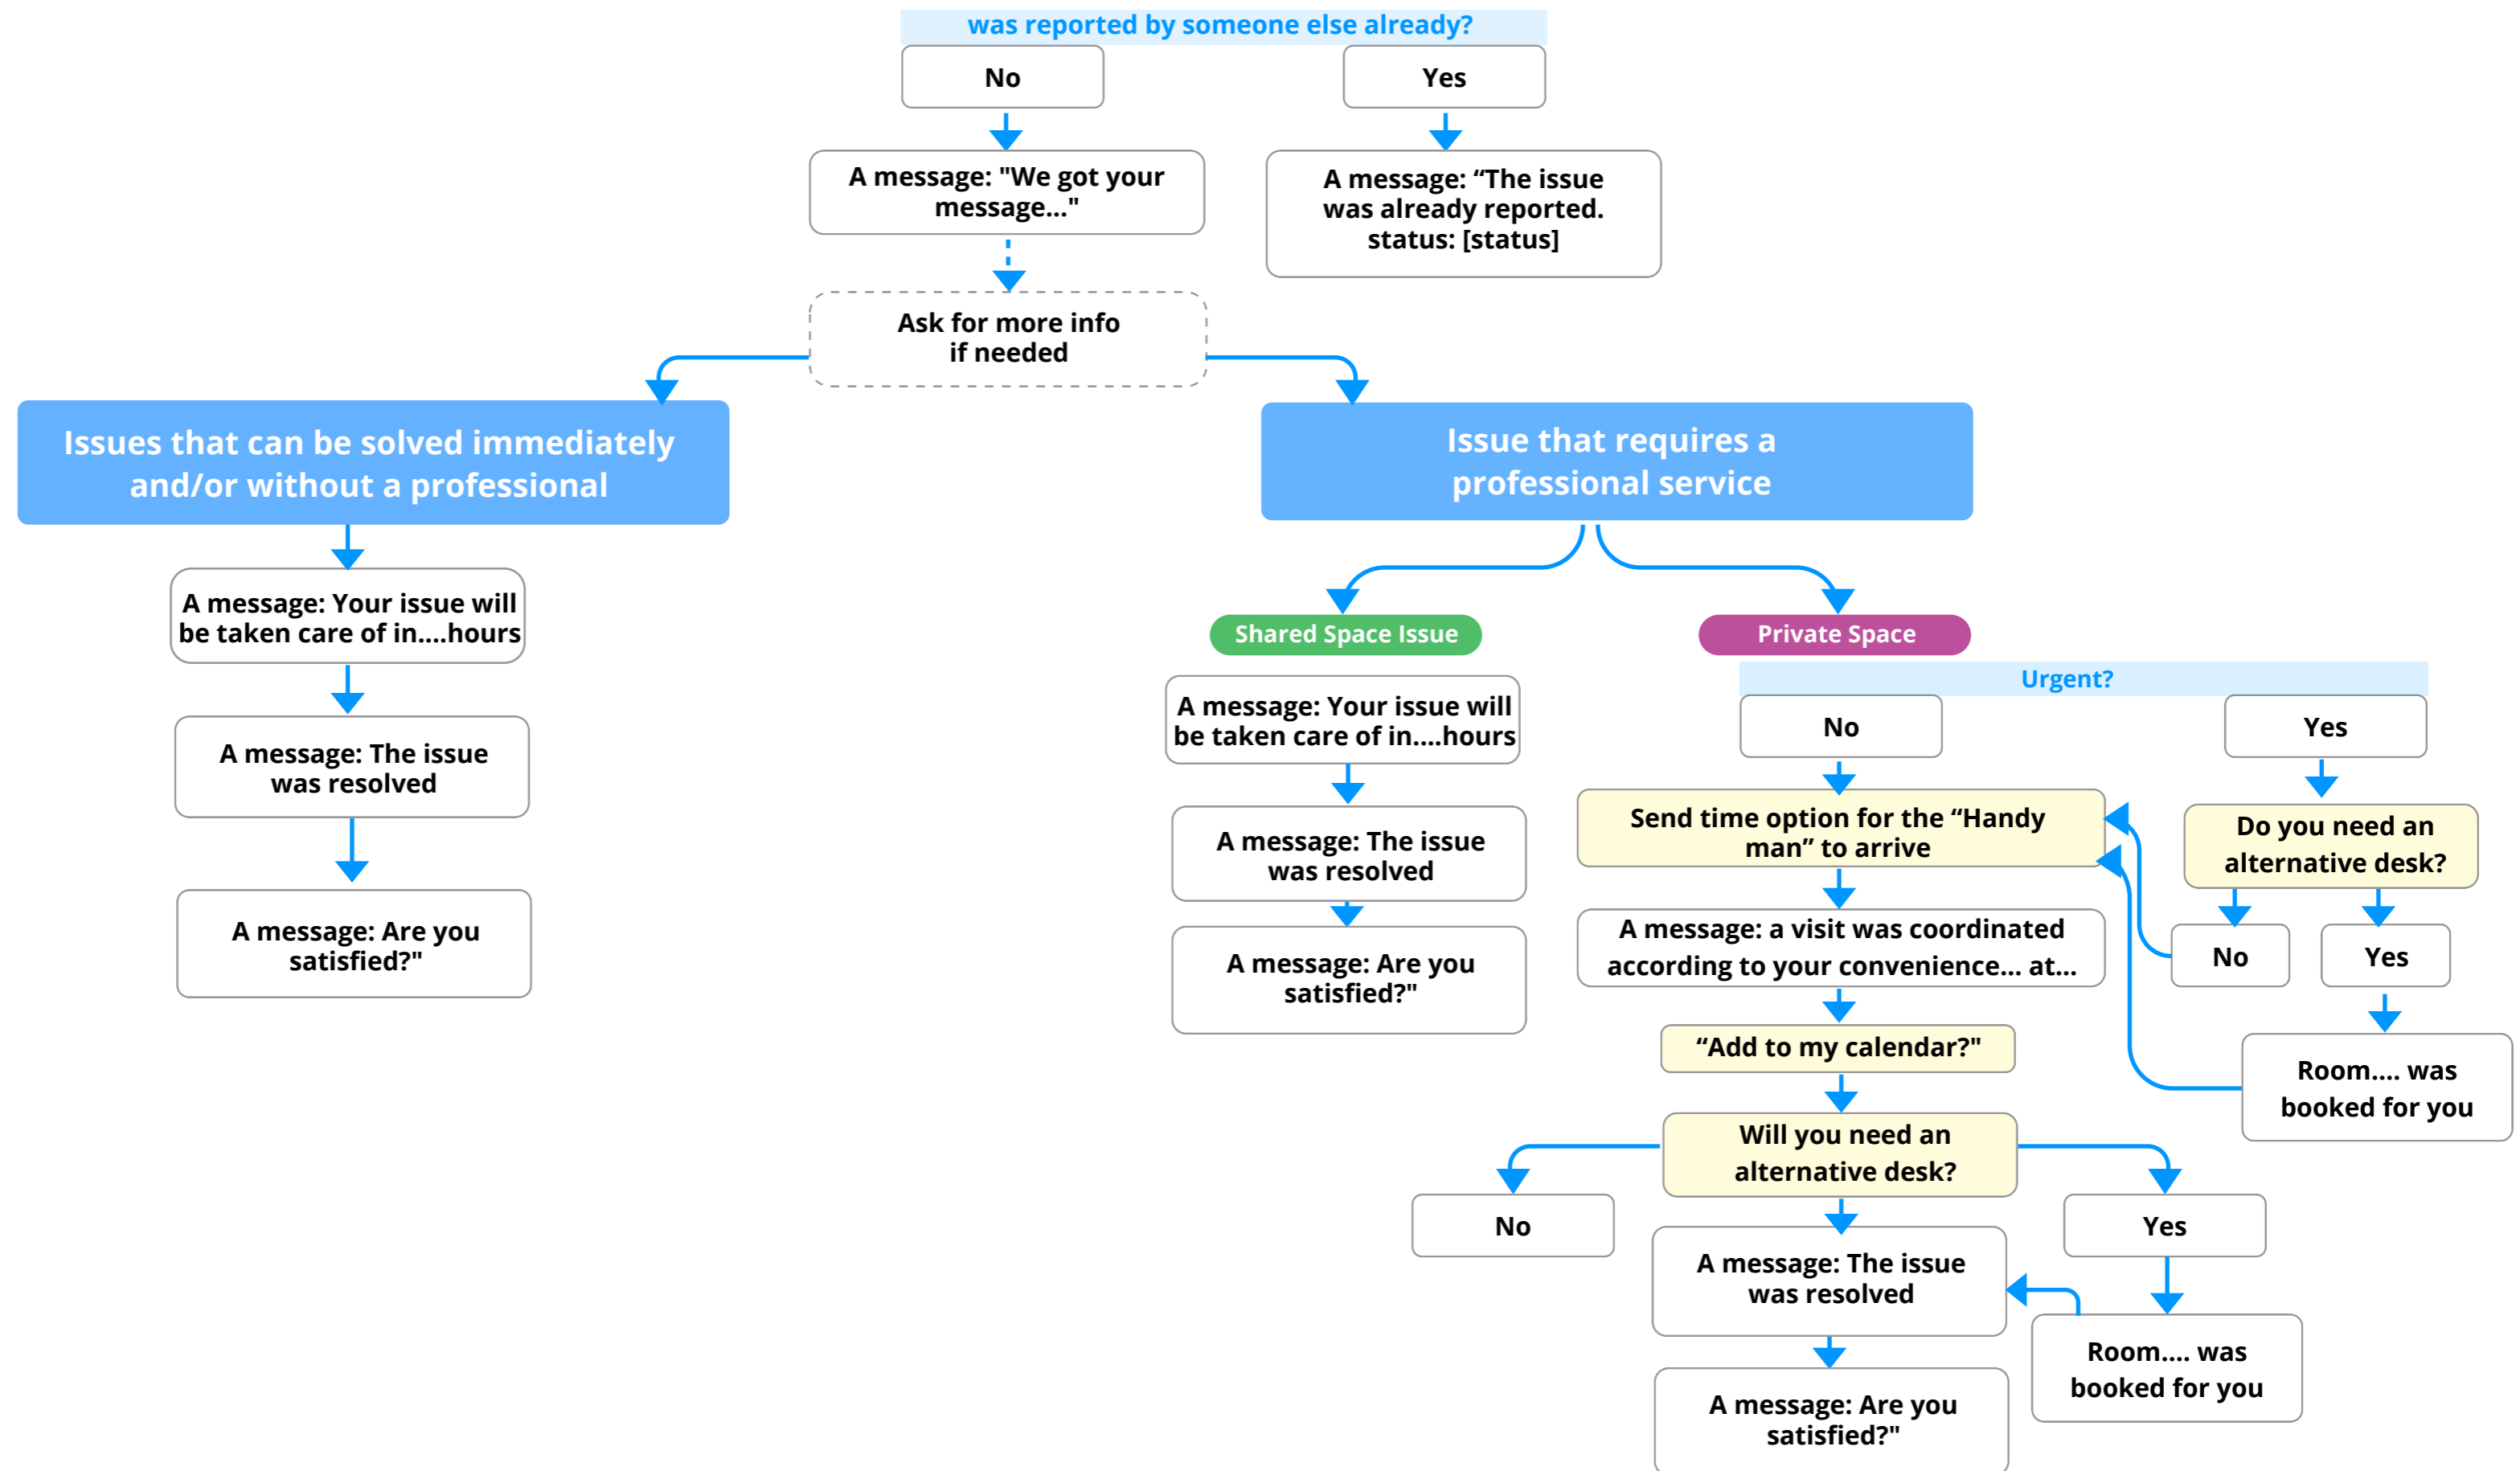 was reported by someone else already?
No
Yes
A message: "We got your
message..."
A message: “The issue
was already reported.
status: [status]
Ask for more info
if needed
Issues that can be solved immediately
and/or without a professional
Issue that requires a
professional service
A message: Your issue will
be taken care of in....hours
A message: The issue
was resolved
A message: Are you
satisfied?"
Shared Space Issue
A message: Your issue will
be taken care of in....hours
A message: The issue
was resolved
A message: Are you
satisfied?"
Private Space
Urgent?
No
Yes
Send time option for the “Handy
man” to arrive
Do you need an
alternative desk?
No
Yes
Room.... was
booked for you
A message: a visit was coordinated
according to your convenience... at...
“Add to my calendar?"
Will you need an
alternative desk?
No
Yes
A message: The issue
was resolved
Room.... was
booked for you
A message: Are you
satisfied?"